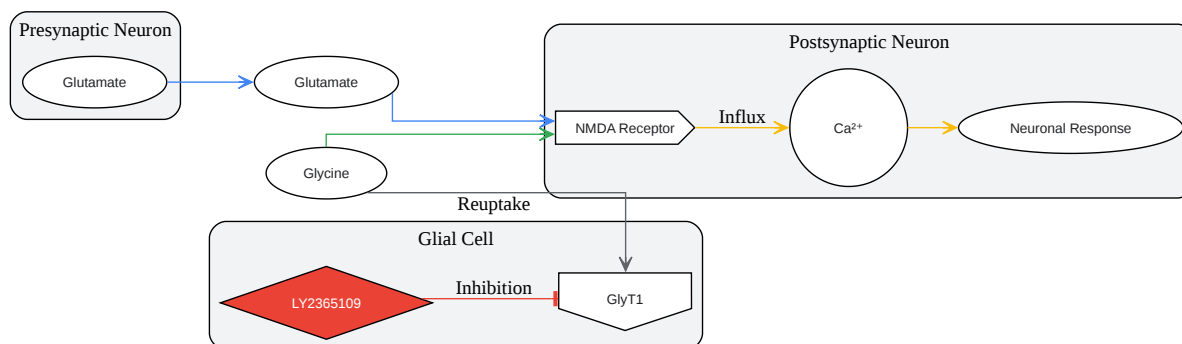 Presynaptic Neuron
Glutamate
Glutamate
Postsynaptic Neuron
NMDA Receptor
Influx
Ca²⁺
Neuronal Response
Glycine
Reuptake
Glial Cell
LY2365109
Inhibition
GlyT1